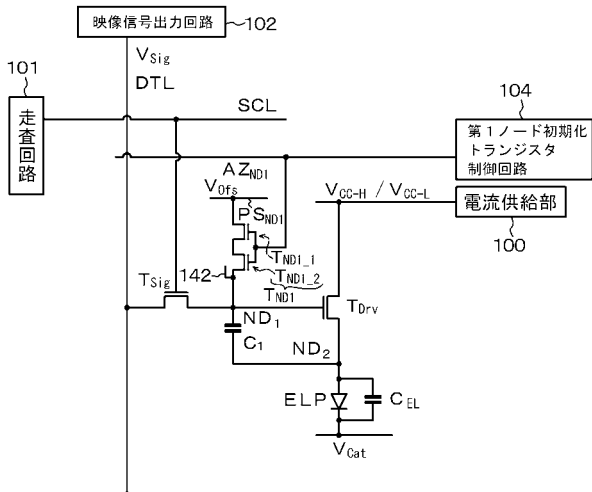 映像信号出力回路
102
V_Sig
DTL
101
走査回路
SCL
104
第1ノード初期化
トランジスタ
制御回路
AZ_ND1
V_Ofs
PS_ND1
V_CC-H / V_CC-L
電流供給部
100
T_ND1_1
T_ND1_2
T_ND1
142
T_Sig
T_Drv
ND_1
C_1
ND_2
ELP
C_EL
V_Cat